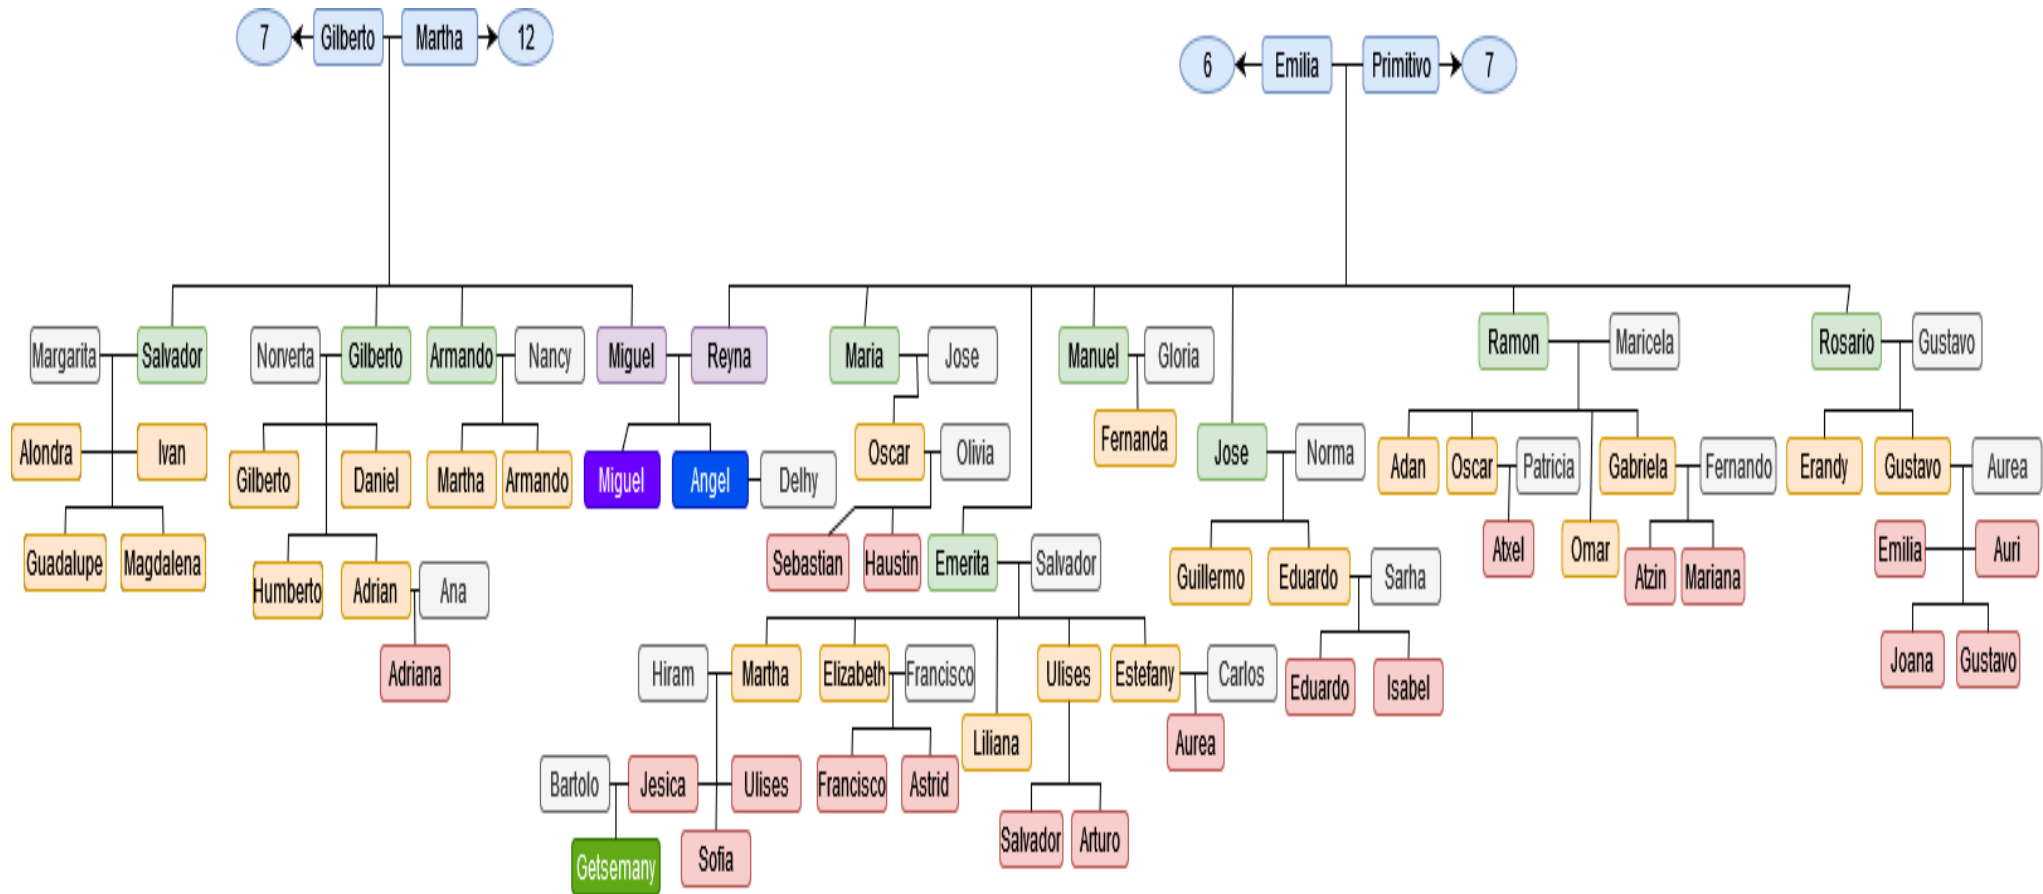 7
Gilberto
Martha
12
6
Emilia
Primitivo
7
Margarita
Salvador
Norverta
Gilberto
Armando
Nancy
Miguel
Reyna
Maria
Jose
Manuel
Gloria
Ramon
Maricela
Rosario
Gustavo
Alondra
Ivan
Gilberto
Daniel
Martha
Armando
Miguel
Angel
Delhy
Oscar
Olivia
Fernanda
Jose
Norma
Adan
Oscar
Patricia
Gabriela
Fernando
Erandy
Gustavo
Aurea
Guadalupe
Magdalena
Humberto
Adrian
Ana
Sebastian
Haustin
Emerita
Salvador
Guillermo
Eduardo
Sarha
Atxel
Omar
Atzin
Mariana
Emilia
Auri
Adriana
Hiram
Martha
Elizabeth
Francisco
Liliana
Ulises
Estefany
Carlos
Eduardo
Isabel
Joana
Gustavo
Aurea
Bartolo
Jesica
Ulises
Francisco
Astrid
Salvador
Arturo
Getsemany
Sofia